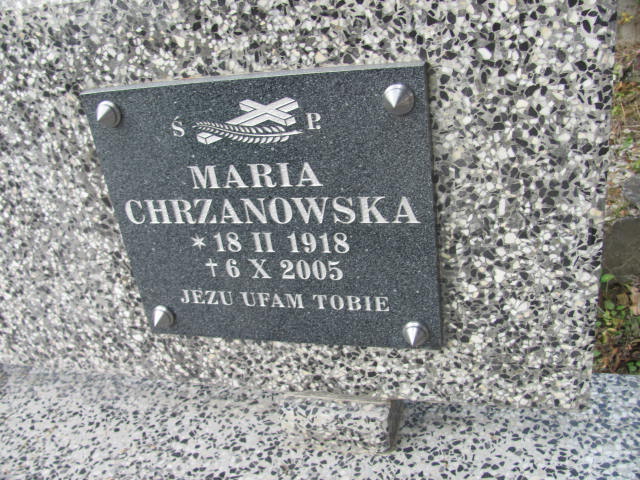 Ś P.
MARIA
CHRZANOWSKA
* 18 II 1918
† 6 X 2005
JEZU UFAM TOBIE